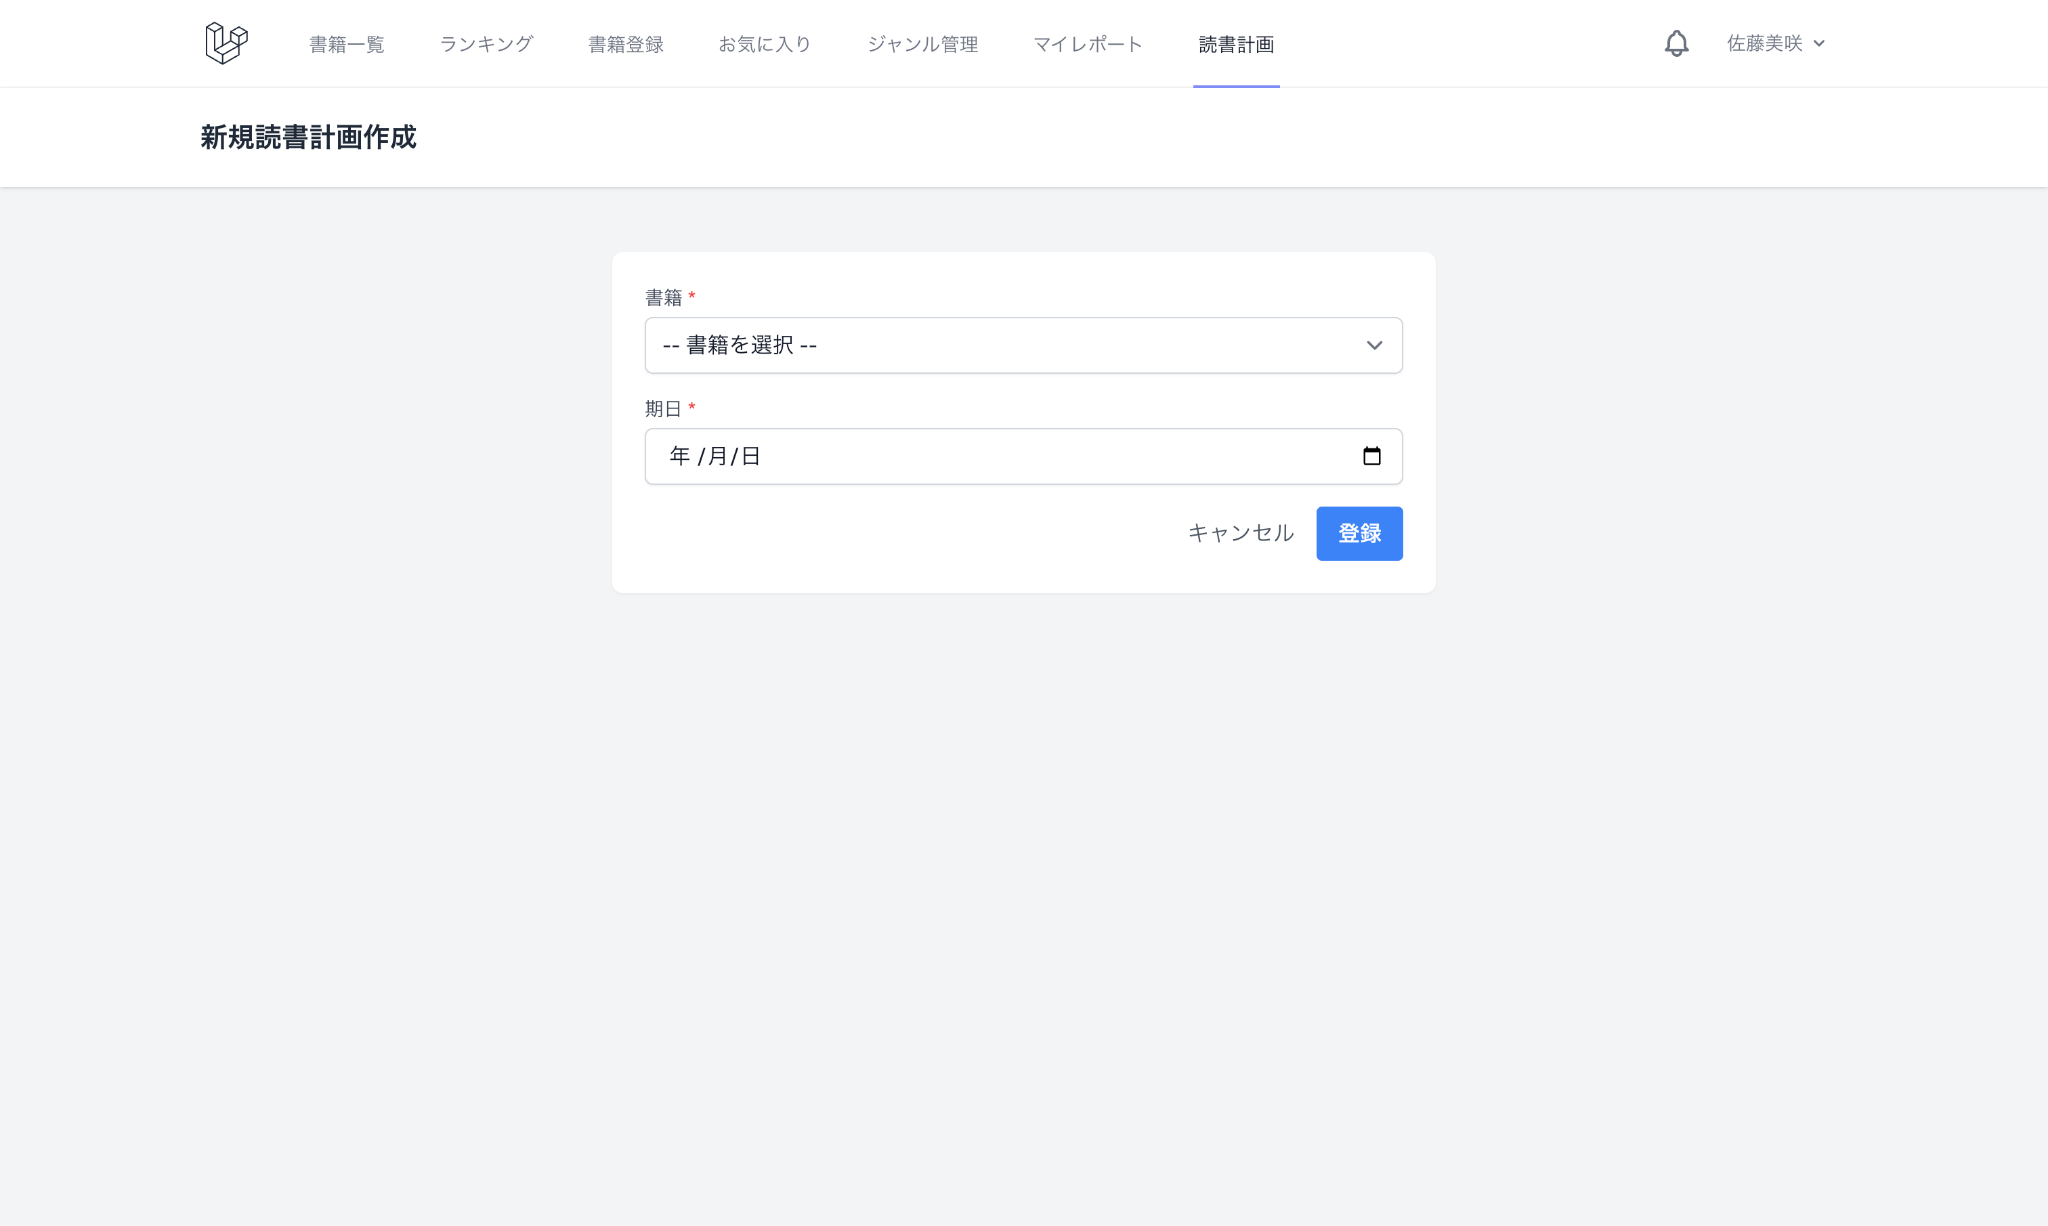 書籍一覧 ランキング 書籍登録 お気に入り ジャンル管理 マイレポート 読書計画 佐藤美咲
新規読書計画作成
書籍 *
-- 書籍を選択 --
期日 *
年 /月/日
キャンセル 登録